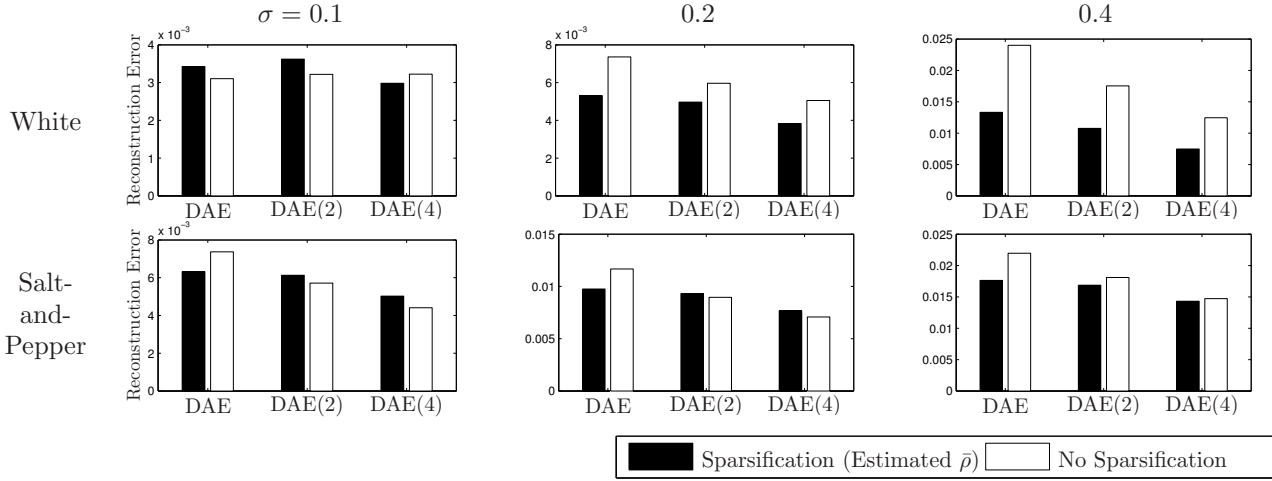 σ = 0.1
0.2
0.4
White
Reconstruction Error
x 10⁻³
4
3
2
1
0
DAE
DAE(2)
DAE(4)
x 10⁻³
8
6
4
2
0
DAE
DAE(2)
DAE(4)
0.025
0.02
0.015
0.01
0.005
0
DAE
DAE(2)
DAE(4)
Salt-
and-
Pepper
Reconstruction Error
x 10⁻³
8
6
4
2
0
DAE
DAE(2)
DAE(4)
0.015
0.01
0.005
0
DAE
DAE(2)
DAE(4)
0.025
0.02
0.015
0.01
0.005
0
DAE
DAE(2)
DAE(4)
Sparsification (Estimated ρ̄)
No Sparsification